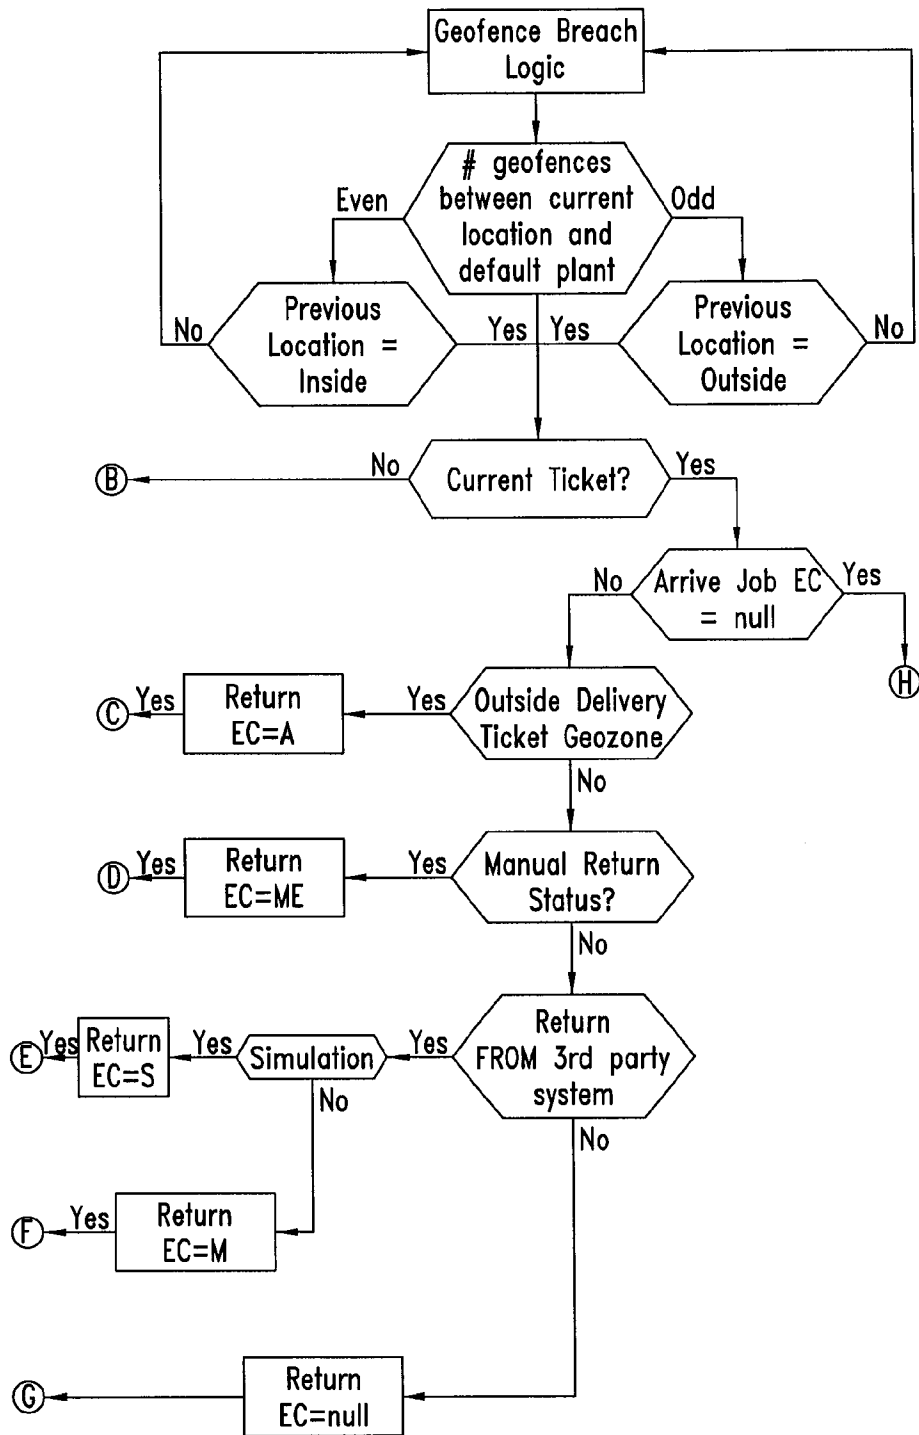 Geofence Breach
Logic
# geofences
between current
location and
default plant
Even
Odd
Previous
Location =
Inside
No
Yes
Yes
Previous
Location =
Outside
No
Current Ticket?
No
Yes
B
Arrive Job EC
= null
No
Yes
H
Outside Delivery
Ticket Geozone
Yes
Return
EC=A
Yes
C
No
Manual Return
Status?
Yes
Return
EC=ME
Yes
D
No
Return
FROM 3rd party
system
Yes
Simulation
Yes
Return
EC=S
Yes
E
No
No
Return
EC=M
Yes
F
Return
EC=null
G